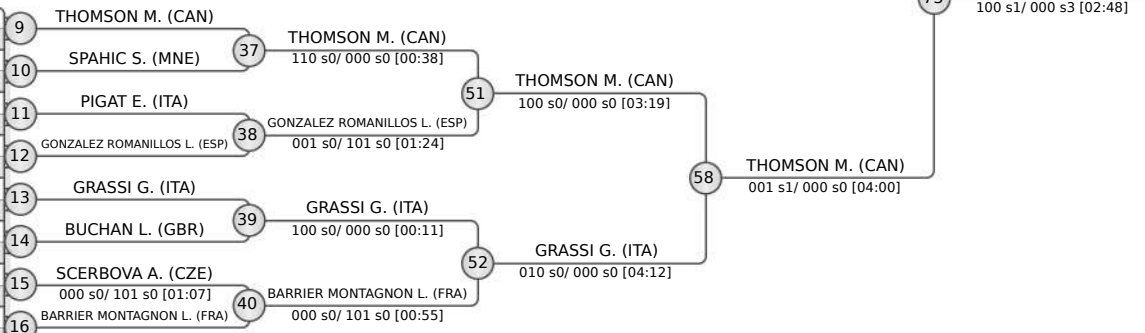 100 s1/ 000 s3 [02:48]
9
THOMSON M. (CAN)
37
THOMSON M. (CAN)
110 s0/ 000 s0 [00:38]
10
SPAHIC S. (MNE)
51
THOMSON M. (CAN)
100 s0/ 000 s0 [03:19]
11
PIGAT E. (ITA)
38
GONZALEZ ROMANILLOS L. (ESP)
001 s0/ 101 s0 [01:24]
12
GONZALEZ ROMANILLOS L. (ESP)
58
THOMSON M. (CAN)
001 s1/ 000 s0 [04:00]
13
GRASSI G. (ITA)
39
GRASSI G. (ITA)
100 s0/ 000 s0 [00:11]
14
BUCHAN L. (GBR)
52
GRASSI G. (ITA)
010 s0/ 000 s0 [04:12]
15
SCERBOVA A. (CZE)
000 s0/ 101 s0 [01:07]
40
BARRIER MONTAGNON L. (FRA)
000 s0/ 101 s0 [00:55]
16
BARRIER MONTAGNON L. (FRA)